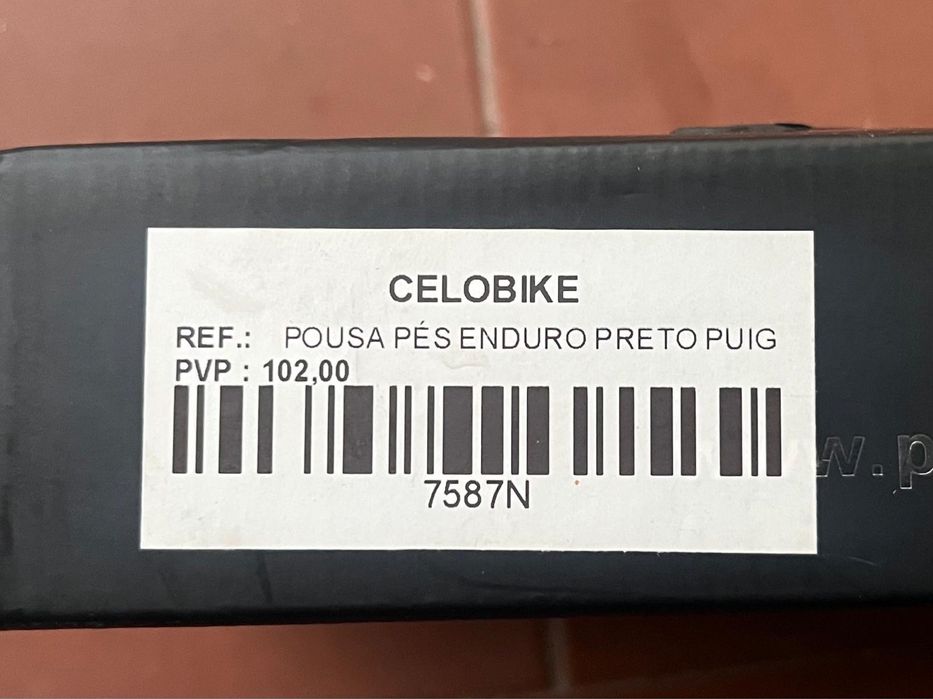 CELOBIKE
REF.: POUSA PÉS ENDURO PRETO PUIG
PVP : 102,00
7587N
w.p